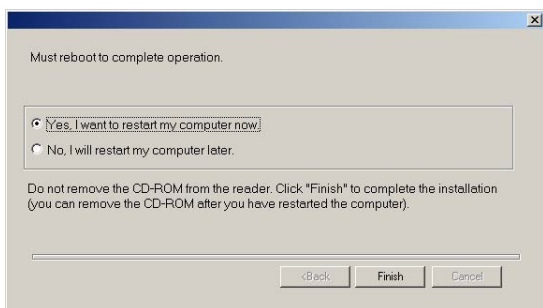 Must reboot to complete operation.
Yes, I want to restart my computer now.
No, I will restart my computer later.
Do not remove the CD-ROM from the reader. Click "Finish" to complete the installation
(you can remove the CD-ROM after you have restarted the computer).
<Back Finish Cancel